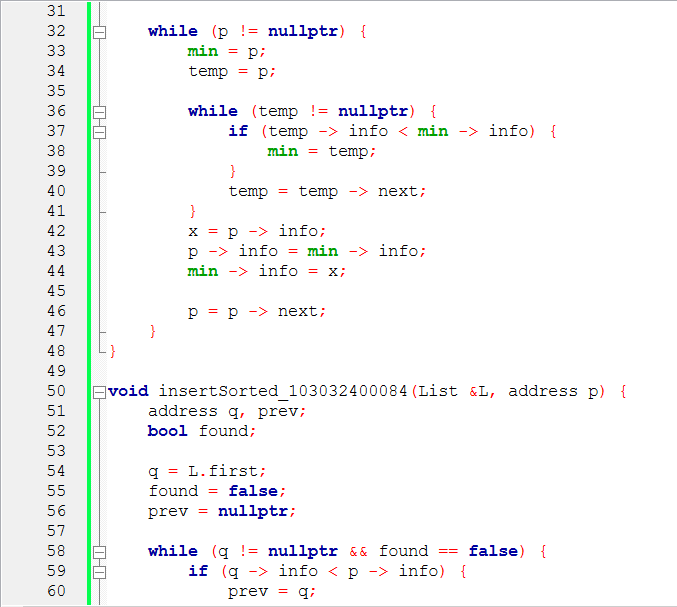 31
32     while (p != nullptr) {
33         min = p;
34         temp = p;
35
36         while (temp != nullptr) {
37             if (temp -> info < min -> info) {
38                 min = temp;
39             }
40             temp = temp -> next;
41         }
42         x = p -> info;
43         p -> info = min -> info;
44         min -> info = x;
45
46         p = p -> next;
47     }
48 }
49
50 void insertSorted_103032400084(List &L, address p) {
51     address q, prev;
52     bool found;
53
54     q = L.first;
55     found = false;
56     prev = nullptr;
57
58     while (q != nullptr && found == false) {
59         if (q -> info < p -> info) {
60             prev = q;